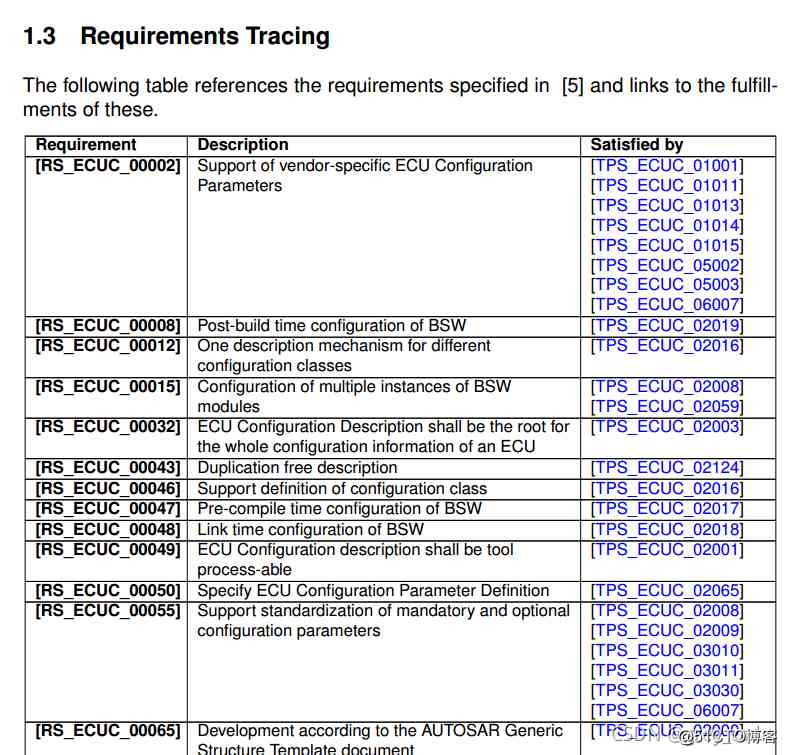 1.3 Requirements Tracing
The following table references the requirements specified in [5] and links to the fulfill-
ments of these.
Requirement Description Satisfied by
[RS_ECUC_00002] Support of vendor-specific ECU Configuration [TPS_ECUC_01001]
Parameters [TPS_ECUC_01011]
[TPS_ECUC_01013]
[TPS_ECUC_01014]
[TPS_ECUC_01015]
[TPS_ECUC_05002]
[TPS_ECUC_05003]
[TPS_ECUC_06007]
[RS_ECUC_00008] Post-build time configuration of BSW [TPS_ECUC_02019]
[RS_ECUC_00012] One description mechanism for different [TPS_ECUC_02016]
configuration classes
[RS_ECUC_00015] Configuration of multiple instances of BSW [TPS_ECUC_02008]
modules [TPS_ECUC_02059]
[RS_ECUC_00032] ECU Configuration Description shall be the root for [TPS_ECUC_02003]
the whole configuration information of an ECU
[RS_ECUC_00043] Duplication free description [TPS_ECUC_02124]
[RS_ECUC_00046] Support definition of configuration class [TPS_ECUC_02016]
[RS_ECUC_00047] Pre-compile time configuration of BSW [TPS_ECUC_02017]
[RS_ECUC_00048] Link time configuration of BSW [TPS_ECUC_02018]
[RS_ECUC_00049] ECU Configuration description shall be tool [TPS_ECUC_02001]
process-able
[RS_ECUC_00050] Specify ECU Configuration Parameter Definition [TPS_ECUC_02065]
[RS_ECUC_00055] Support standardization of mandatory and optional [TPS_ECUC_02008]
configuration parameters [TPS_ECUC_02009]
[TPS_ECUC_03010]
[TPS_ECUC_03011]
[TPS_ECUC_03030]
[TPS_ECUC_06007]
[RS_ECUC_00065] Development according to the AUTOSAR Generic
Structure Template document
CSDN
@51CTO博客